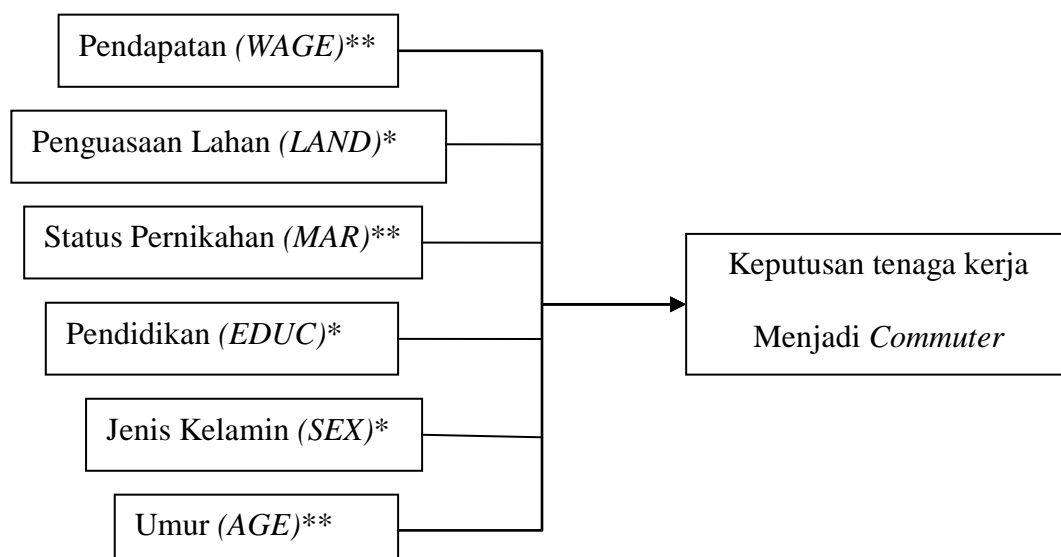 Pendapatan (WAGE)**
Penguasaan Lahan (LAND)*
Status Pernikahan (MAR)**
Pendidikan (EDUC)*
Jenis Kelamin (SEX)*
Umur (AGE)**
Keputusan tenaga kerja
Menjadi Commuter